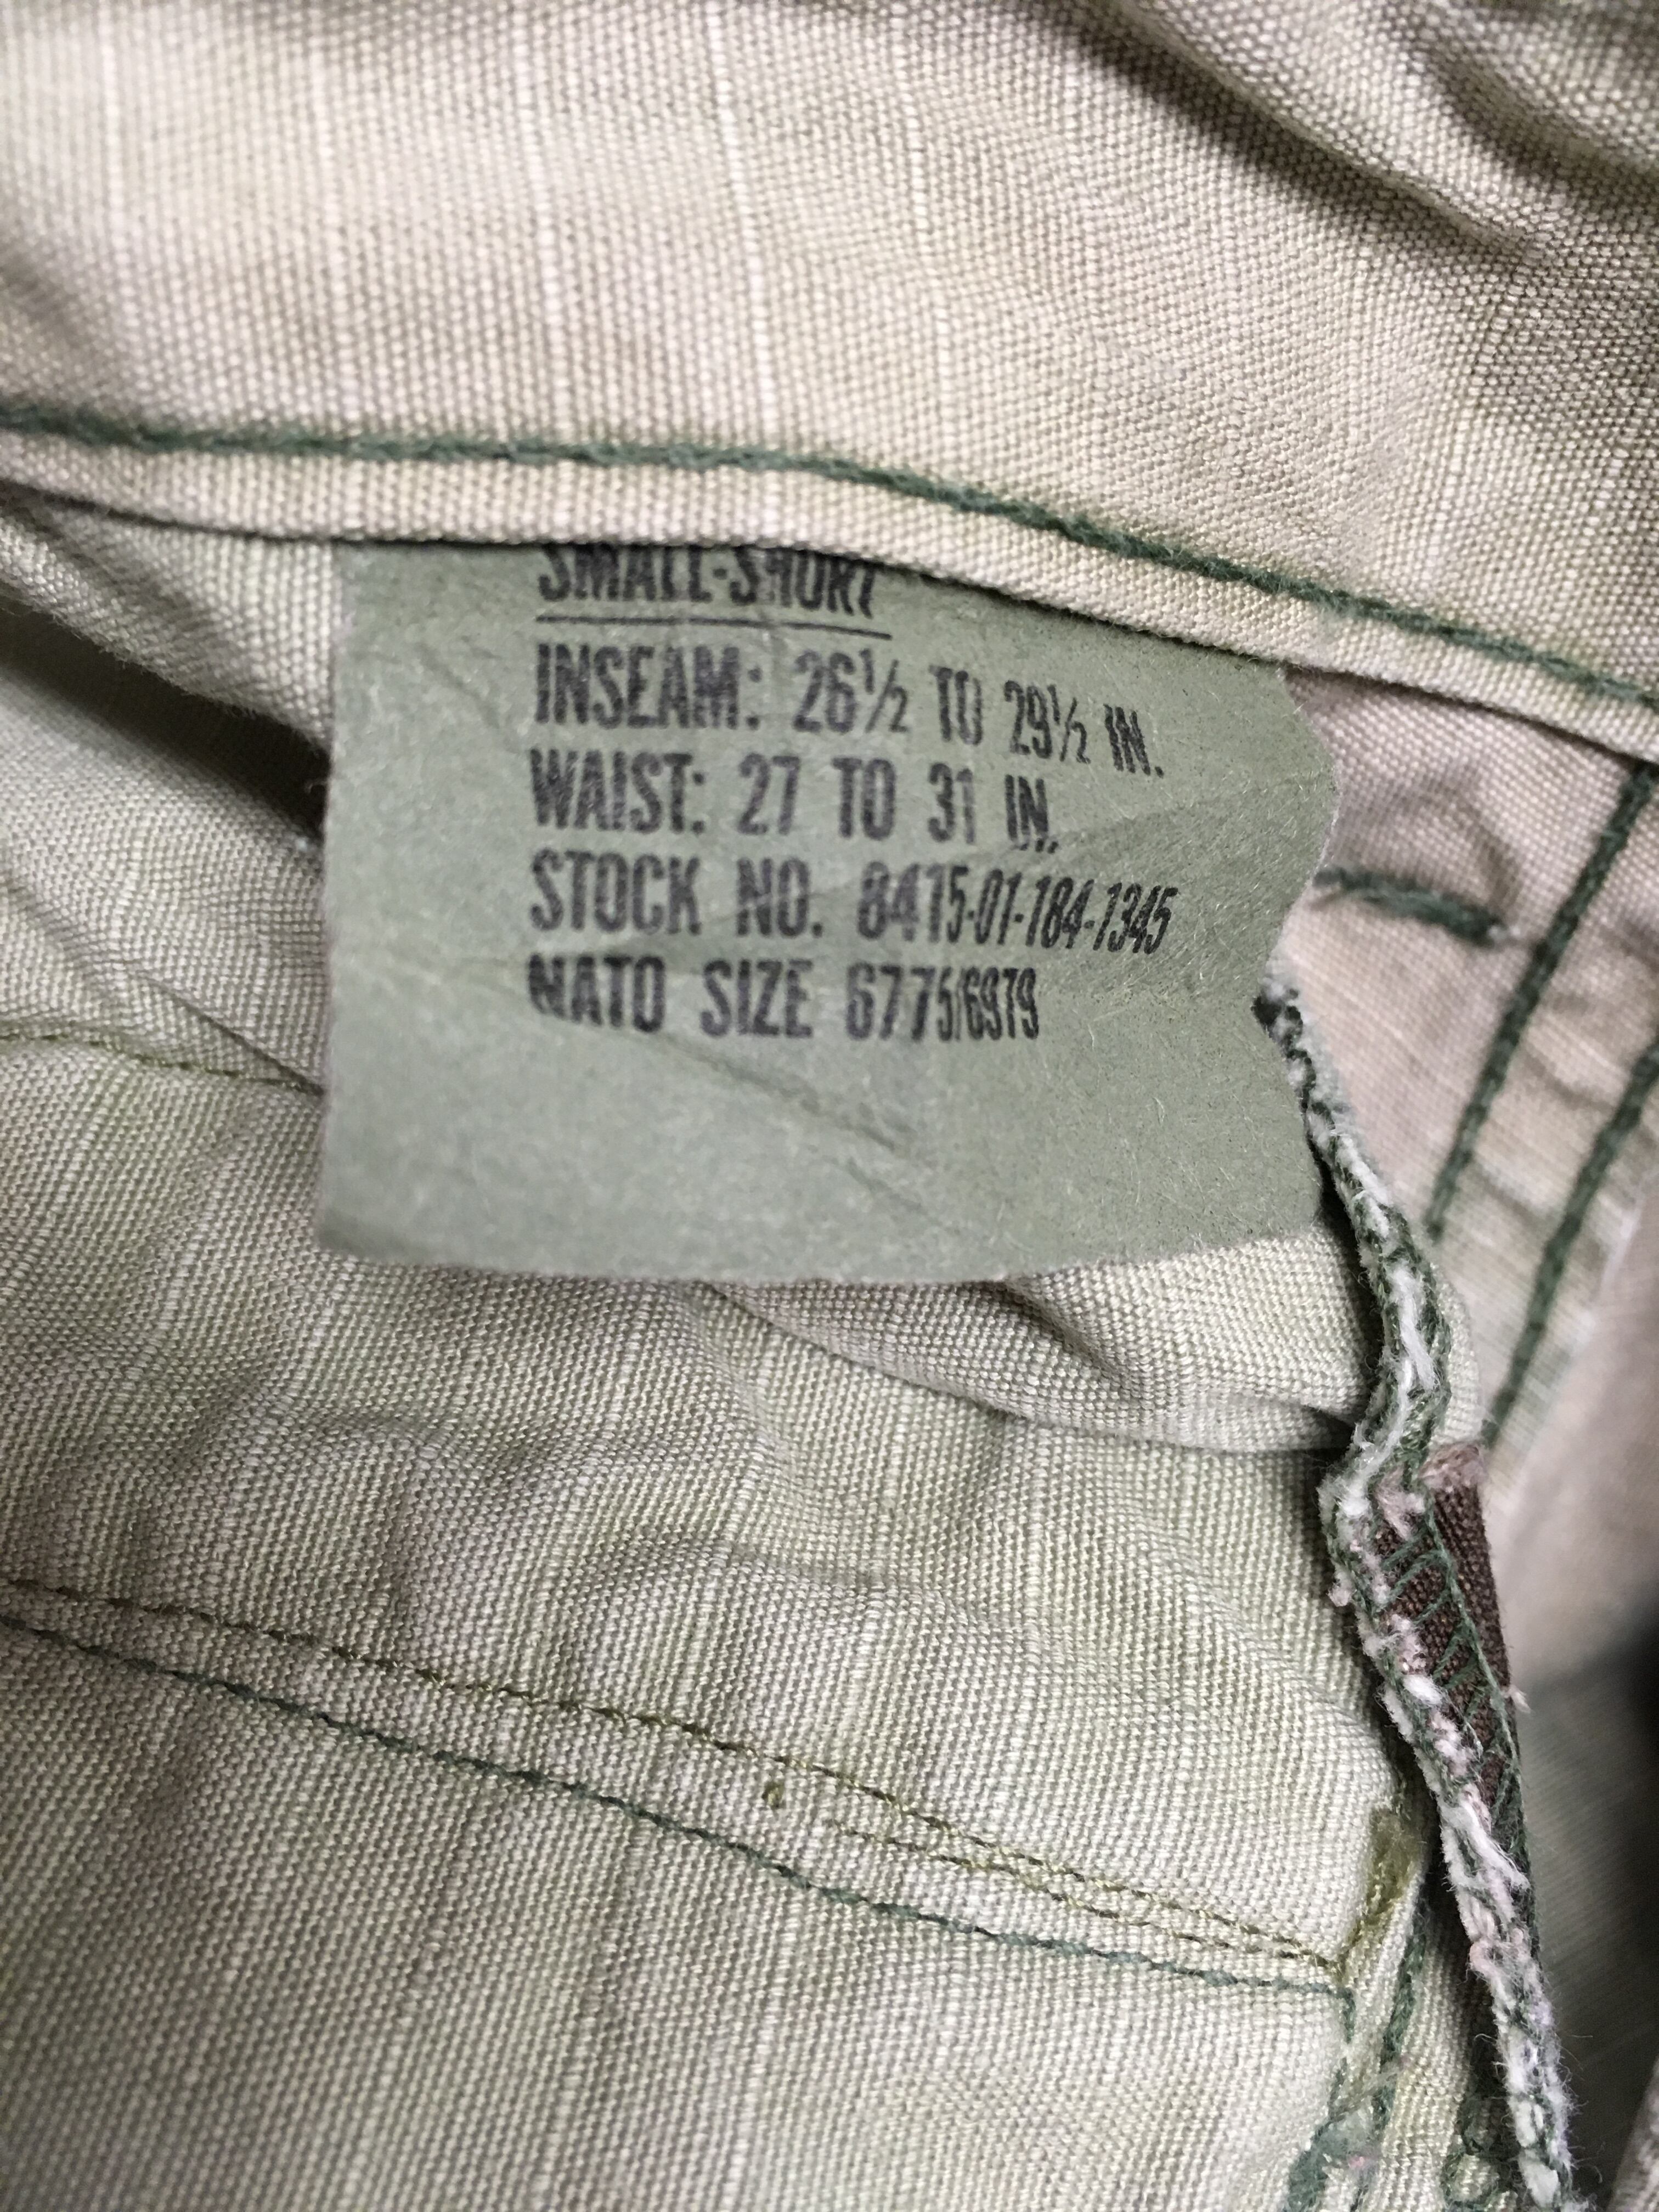 SMALL-SHORT
INSEAM: 26½ TO 29½ IN.
WAIST: 27 TO 31 IN.
STOCK NO. 8415-01-184-1345
NATO SIZE 6775/6979